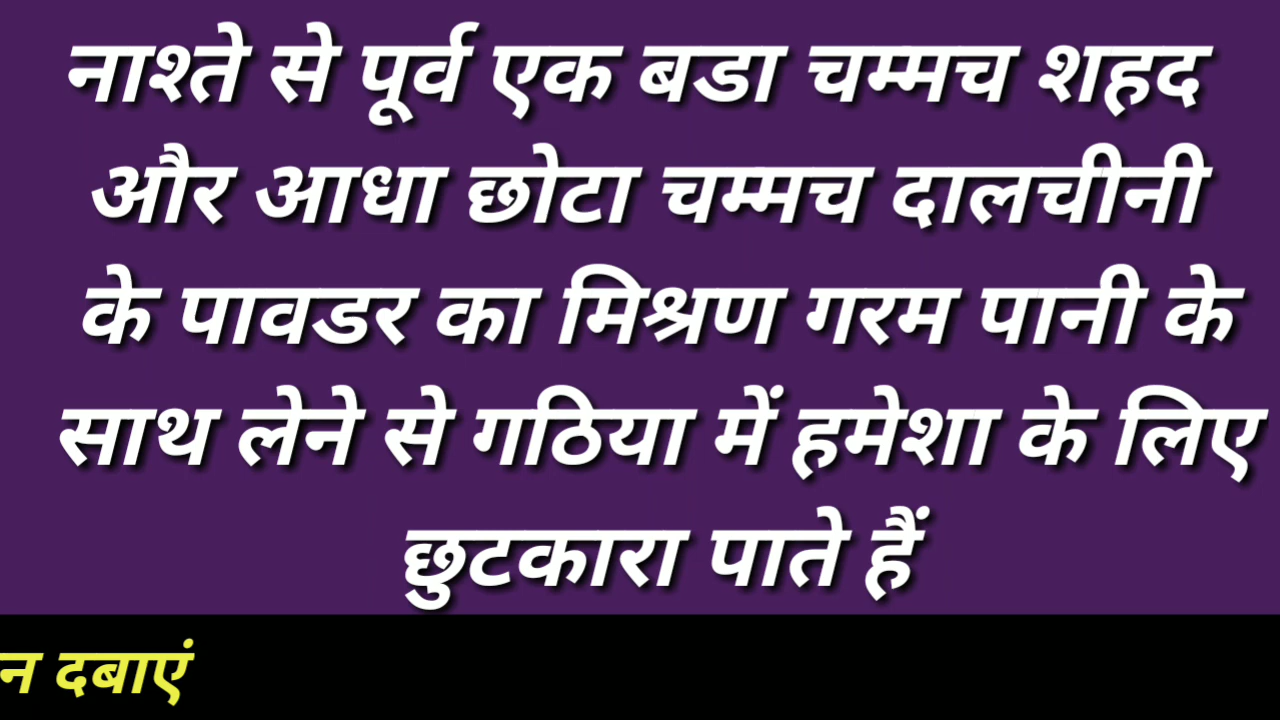 नाश्ते से पूर्व एक बडा चम्मच शहद
और आधा छोटा चम्मच दालचीनी
के पावडर का मिश्रण गरम पानी के
साथ लेने से गठिया में हमेशा के लिए
छुटकारा पाते हैं
न दबाएं